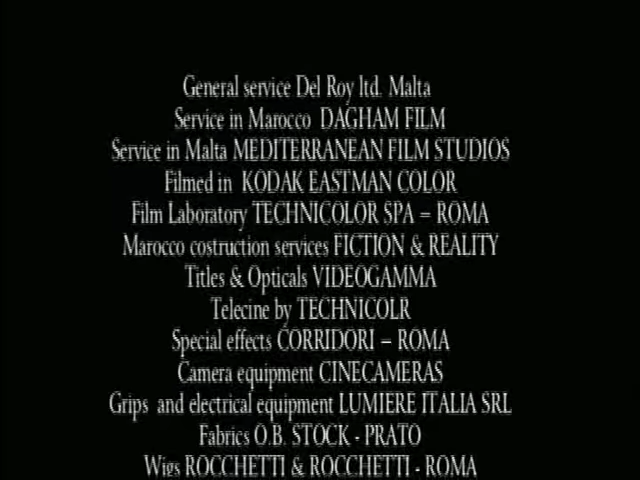 General service Del Roy ltd. Malta
Service in Marocco DAGHAM FILM
Service in Malta MEDITERRANEAN FILM STUDIOS
Filmed in KODAK EASTMAN COLOR
Film Laboratory TECHNICOLOR SPA – ROMA
Marocco costruction services FICTION & REALITY
Titles & Opticals VIDEOGAMMA
Telecine by TECHNICOLR
Special effects CORRIDORI – ROMA
Camera equipment CINECAMERAS
Grips and electrical equipment LUMIERE ITALIA SRL
Fabrics O.B. STOCK - PRATO
Wigs ROCCHETTI & ROCCHETTI - ROMA